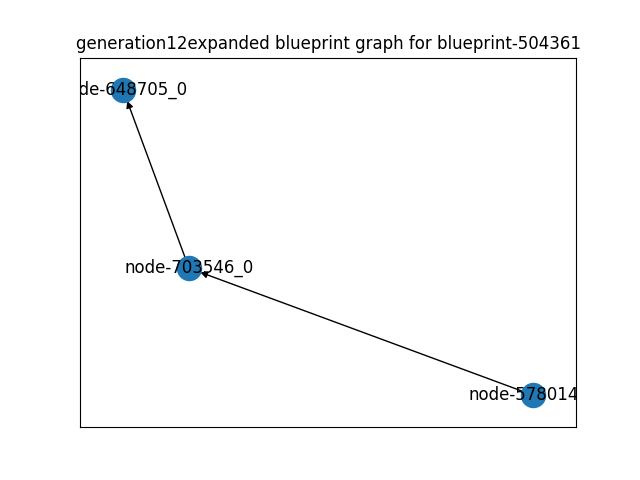 generation12expanded blueprint graph for blueprint-504361
de-648705_0
node-703546_0
node-578014